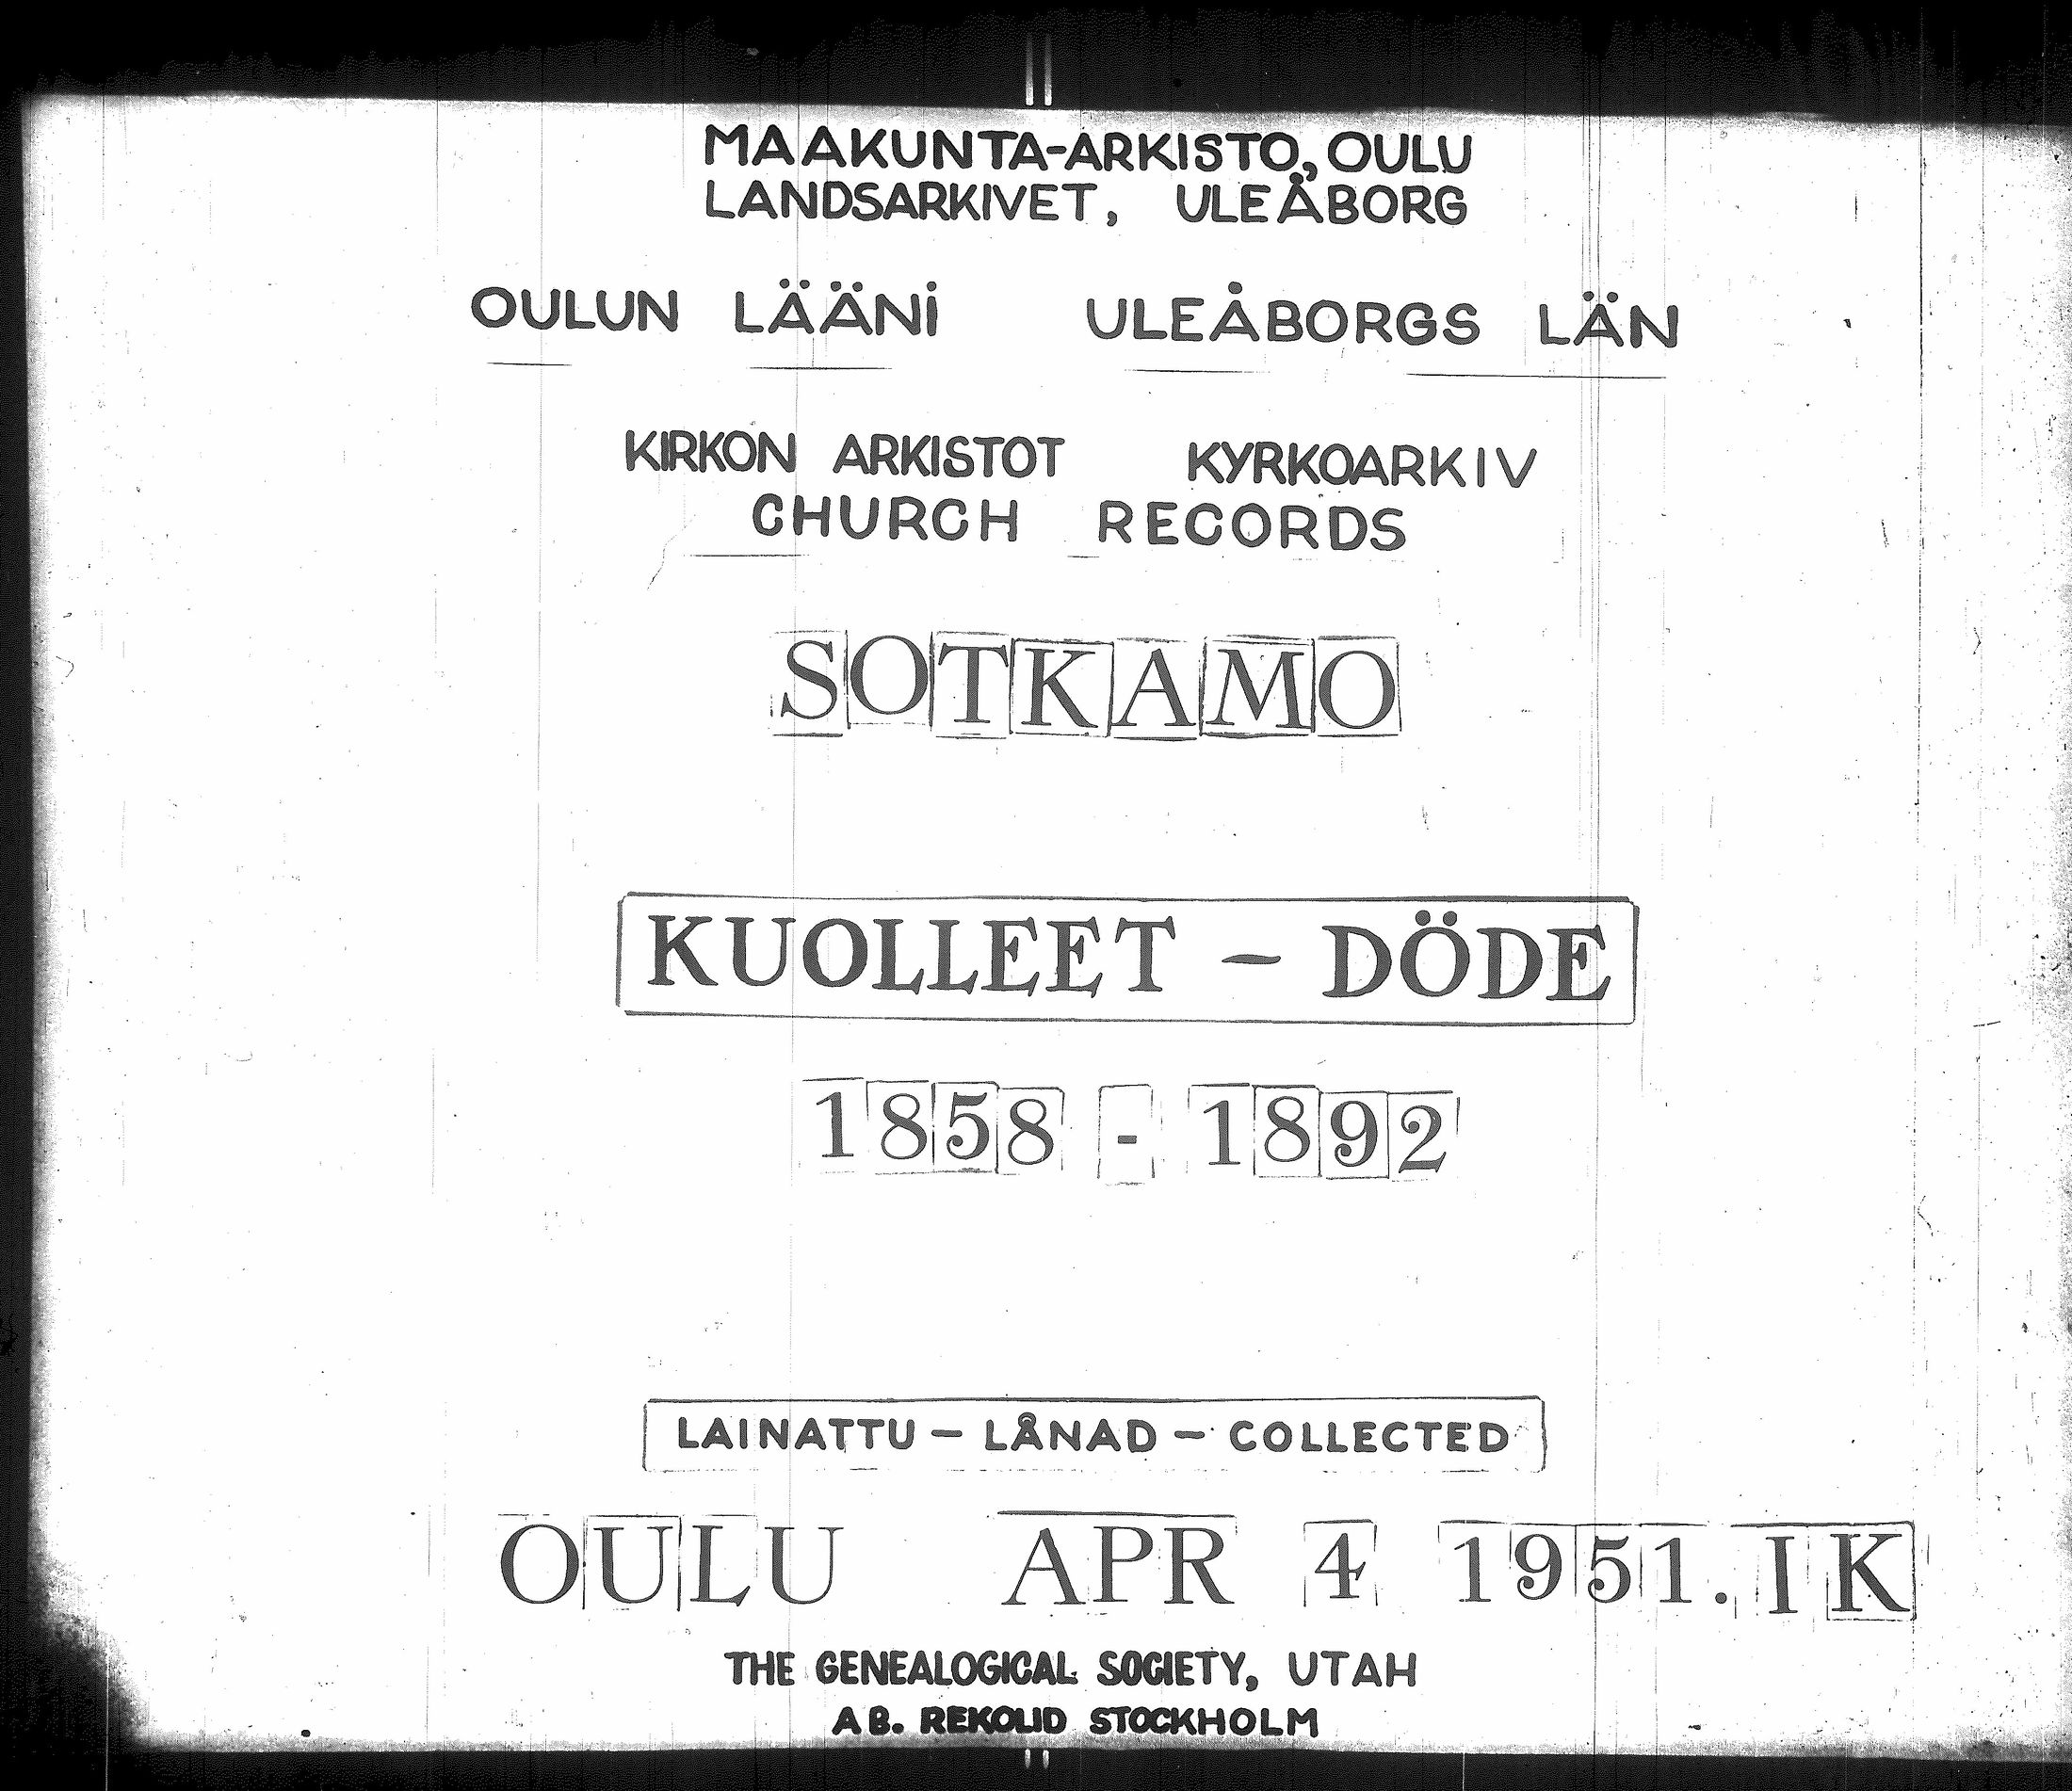 MAAKUNTA-ARKISTO, OULU
LANDSARKIVET, ULEÅBORG
OULUN LÄÄNI ULEÅBORGS LÄN
KIRKON ARKISTOT KYRKOARKIV
CHURCH RECORDS
SOTKAMO
KUOLLEET - DÖDE
1858 - 1892
LAINATTU - LÅNAD - COLLECTED
OULU APR 4 1951. IK
THE GENEALOGICAL SOCIETY, UTAH
AB. REKOLID STOCKHOLM